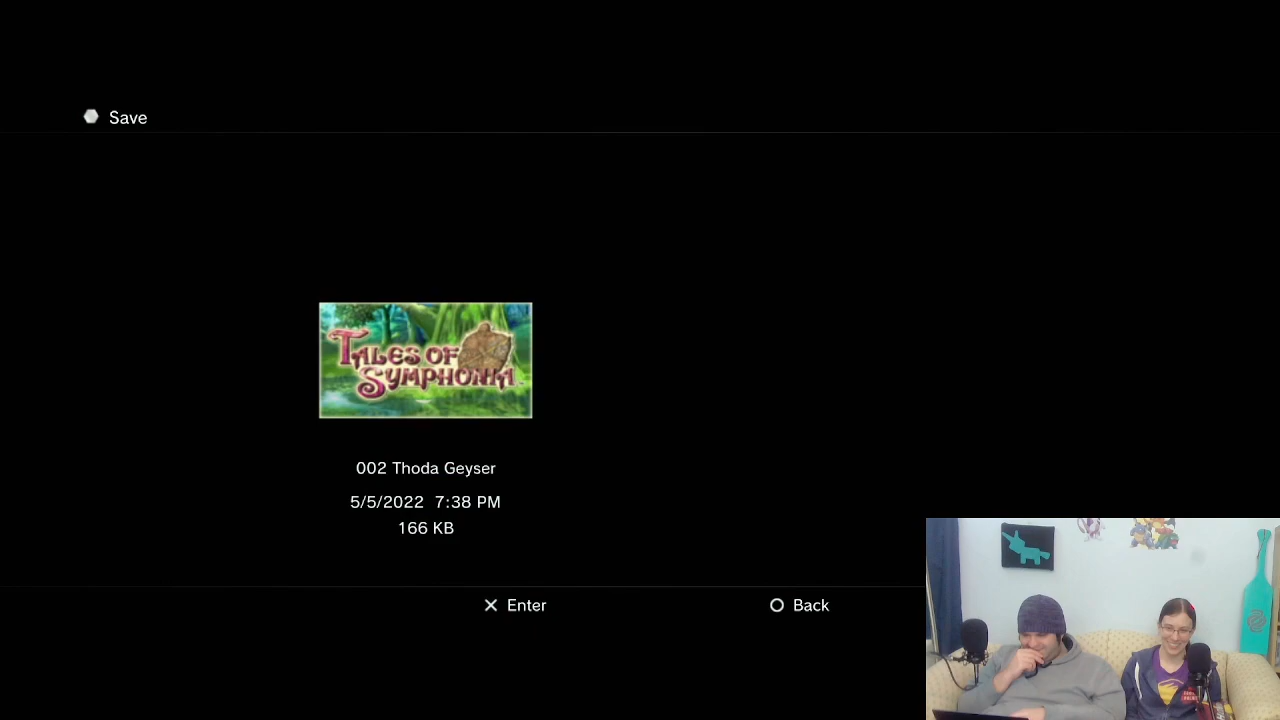 Save
TALES OF
SYMPHONIA
002 Thoda Geyser
5/5/2022 7:38 PM
166 KB
Enter
Back